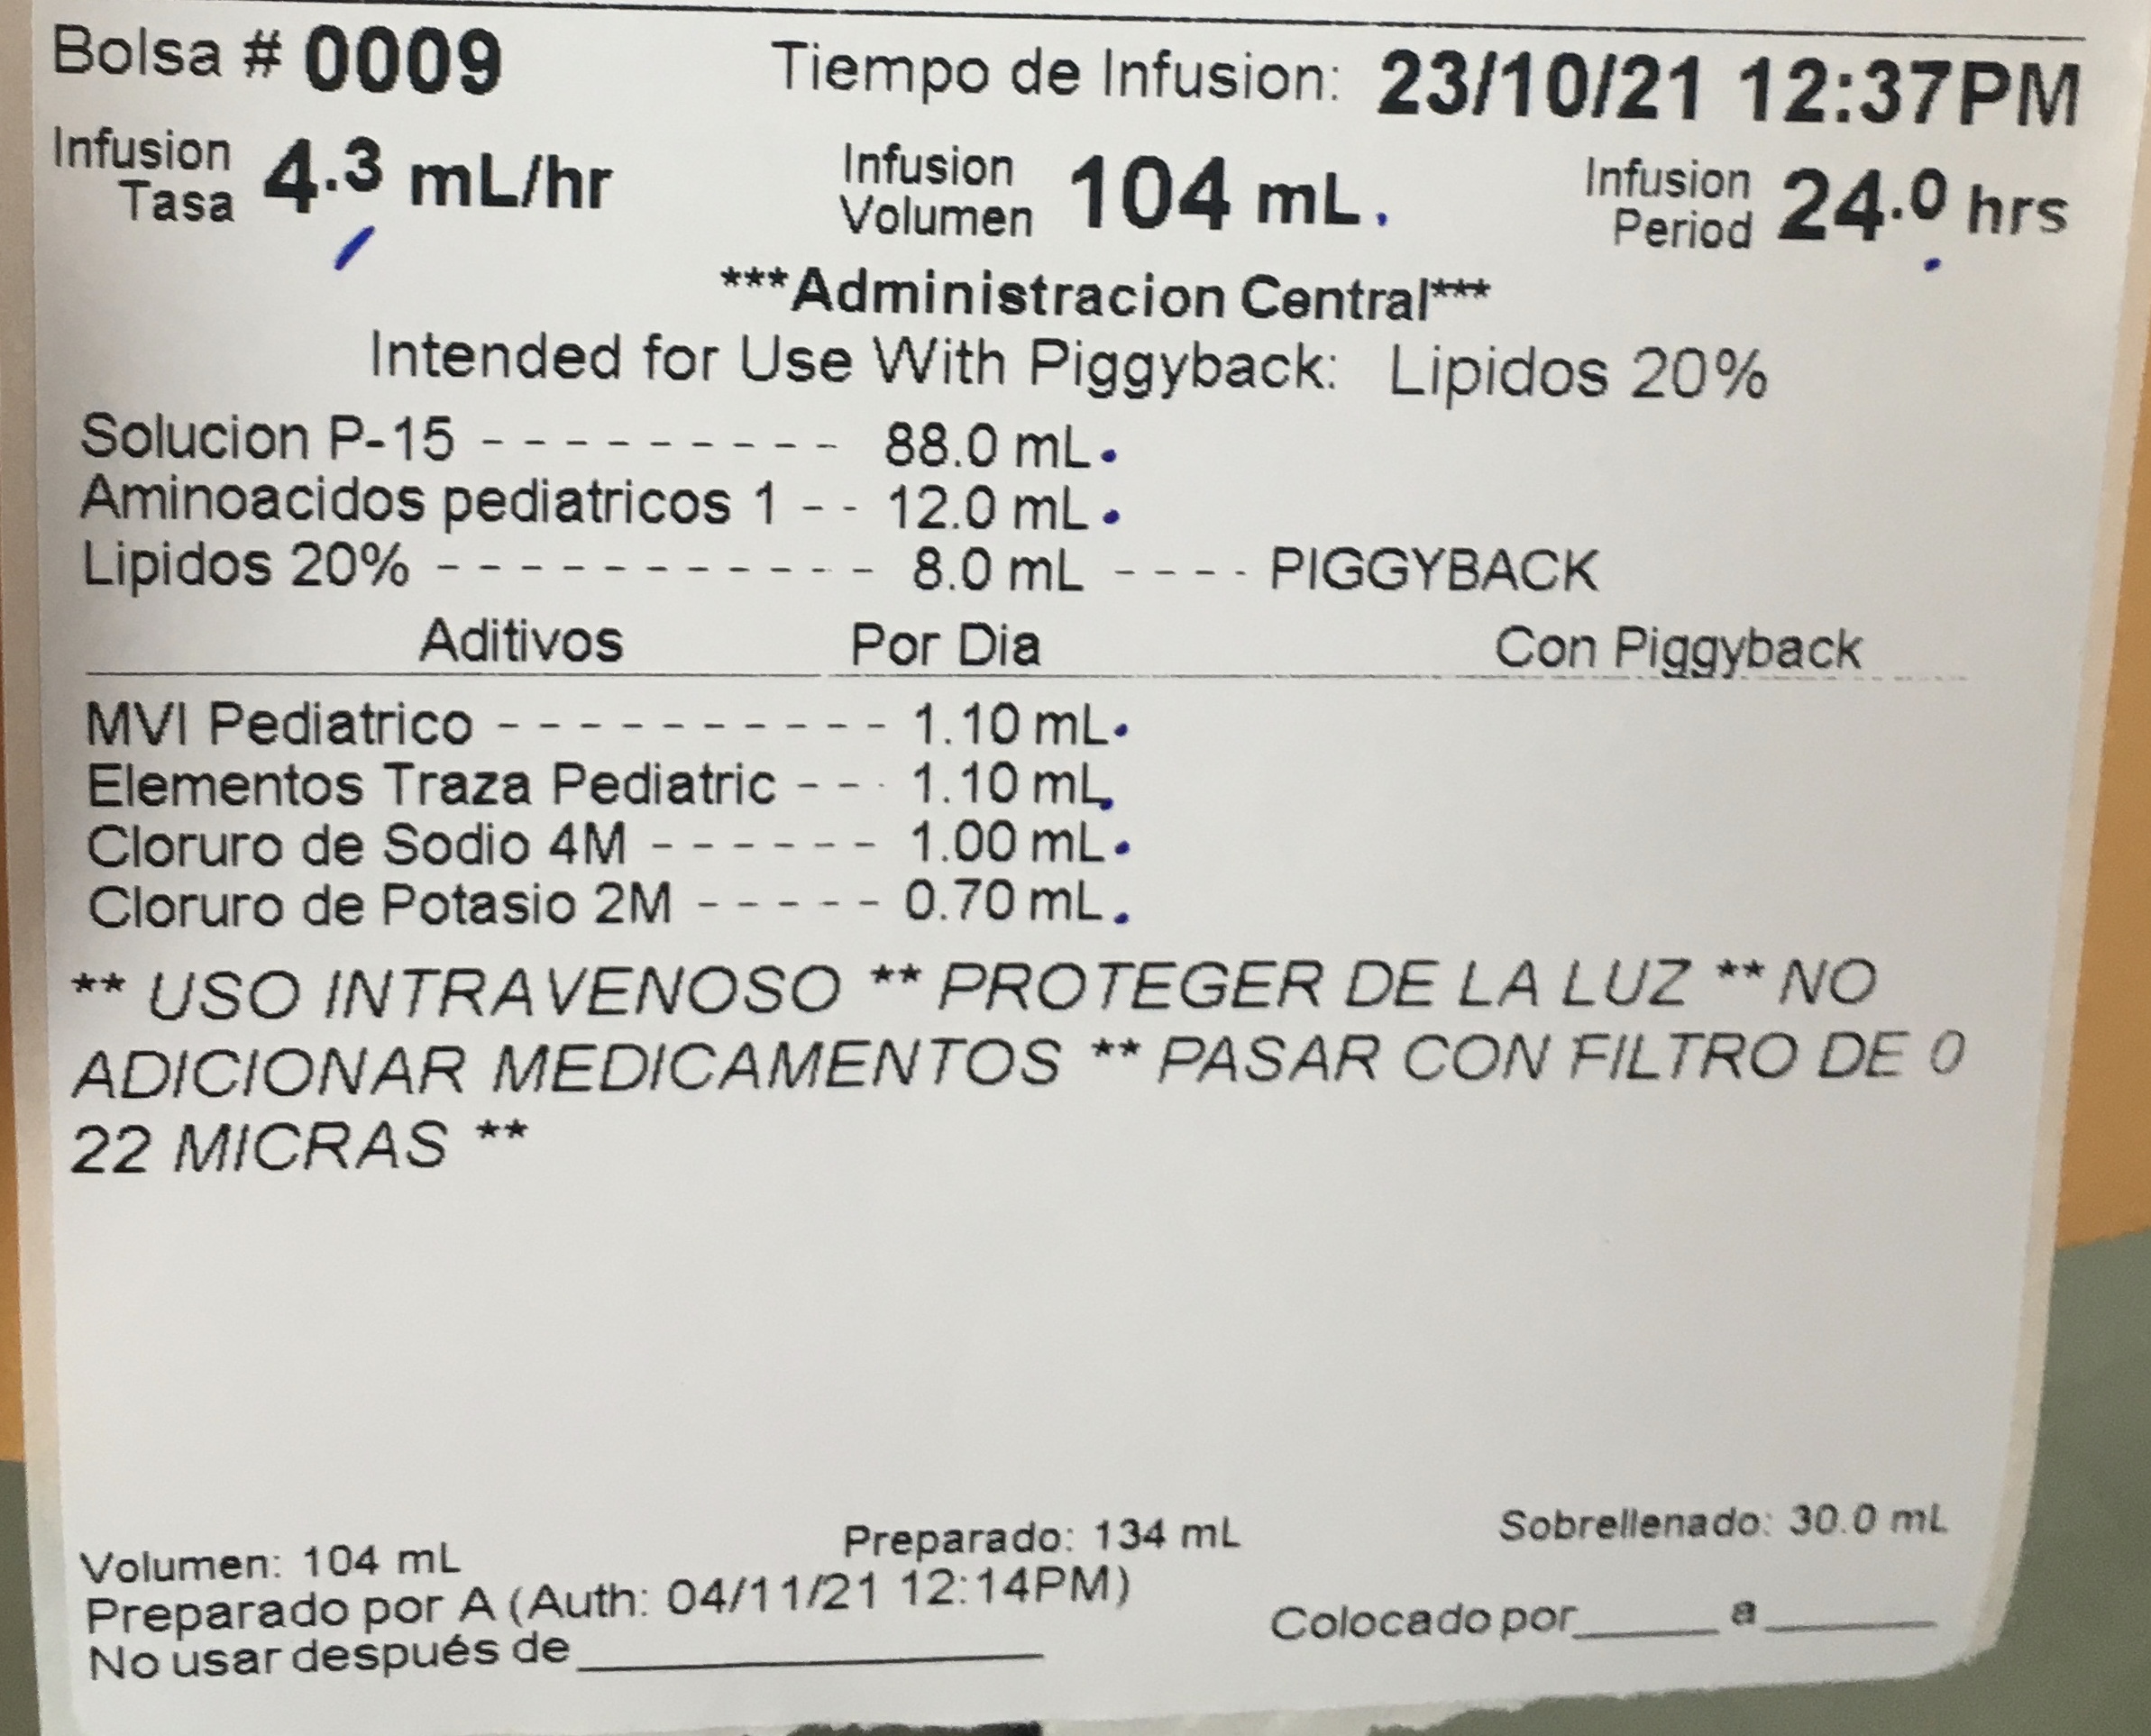 Bolsa # 0009 Tiempo de Infusion: 23/10/21 12:37PM
Infusion Tasa 4.3 mL/hr Infusion Volumen 104 mL. Infusion Period 24.0 hrs
***Administracion Central***
Intended for Use With Piggyback: Lipidos 20%
Solucion P-15 - - - - - - - - - - 88.0 mL
Aminoacidos pediatricos 1 - - 12.0 mL
Lipidos 20% - - - - - - - - - - - - 8.0 mL - - - - PIGGYBACK
Aditivos Por Dia Con Piggyback
MVI Pediatrico - - - - - - - - - - - 1.10 mL
Elementos Traza Pediatric - - - 1.10 mL
Cloruro de Sodio 4M - - - - - - 1.00 mL
Cloruro de Potasio 2M - - - - - 0.70 mL
** USO INTRAVENOSO ** PROTEGER DE LA LUZ ** NO
ADICIONAR MEDICAMENTOS ** PASAR CON FILTRO DE 0
22 MICRAS **
Volumen: 104 mL Preparado: 134 mL Sobrellenado: 30.0 mL
Preparado por A (Auth: 04/11/21 12:14PM)
No usar después de__________ Colocado por_____ a______